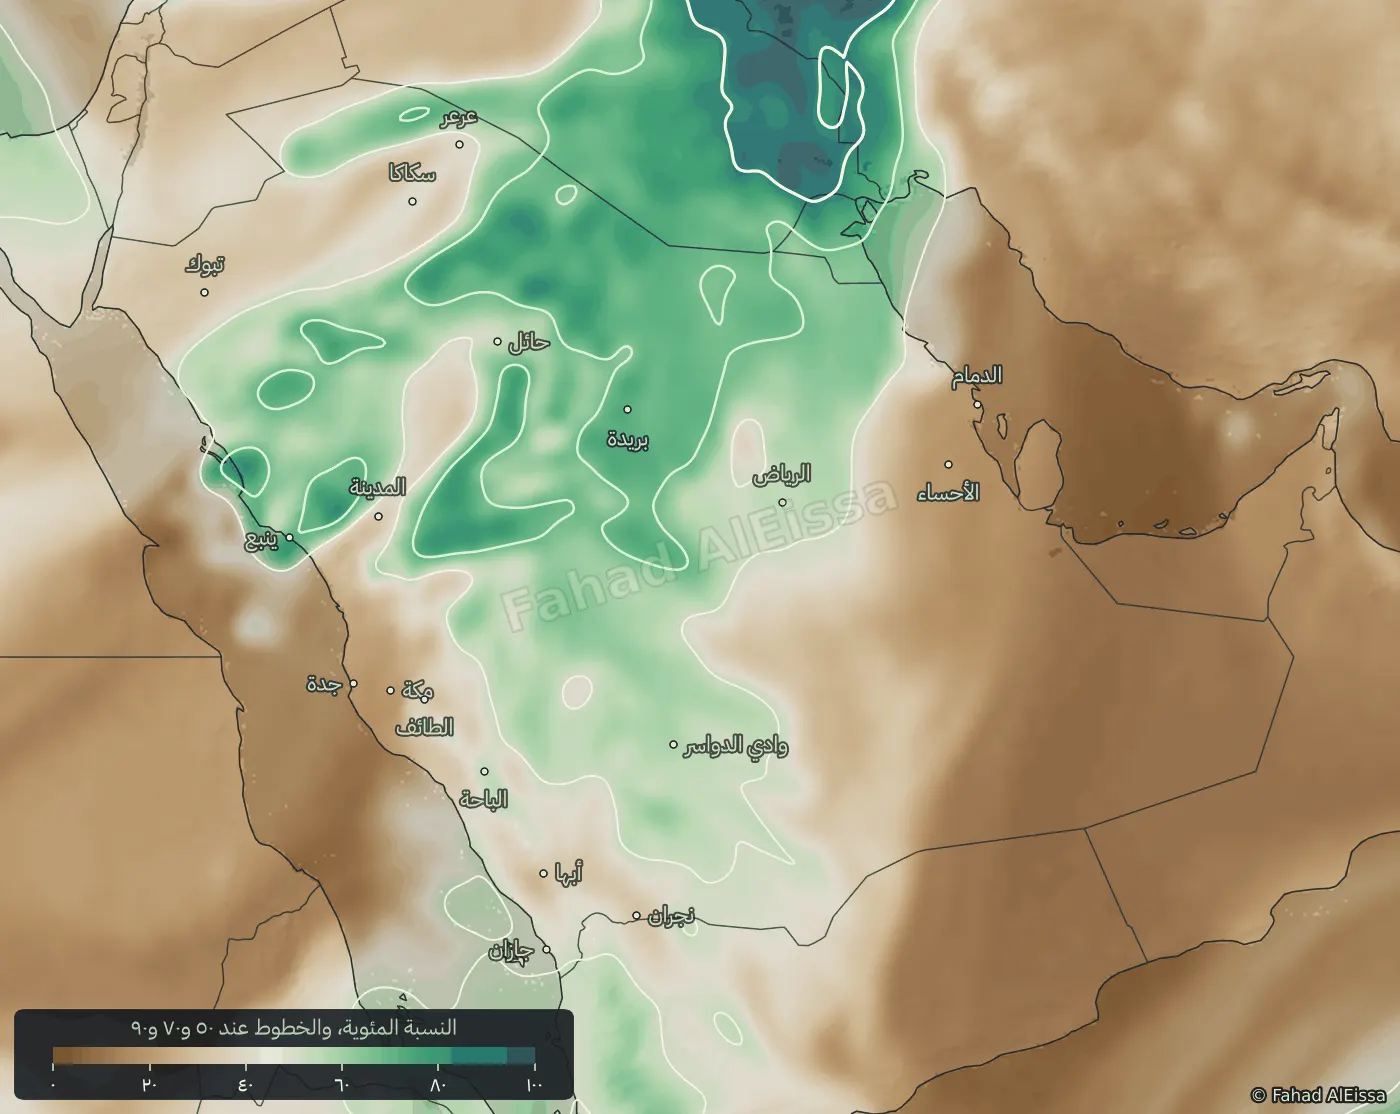 عرعر
سكاكا
تبوك
حائل
الدمام
بريدة
الرياض
الأحساء
المدينة
ينبع
Fahad AlEissa
جدة
مكة
الطائف
وادي الدواسر
الباحة
أبها
نجران
جازان
النسبة المئوية، والخطوط عند ٥٠ و٧٠ و٩٠
٠ ٢٠ ٤٠ ٦٠ ٨٠ ١٠٠
© Fahad AlEissa